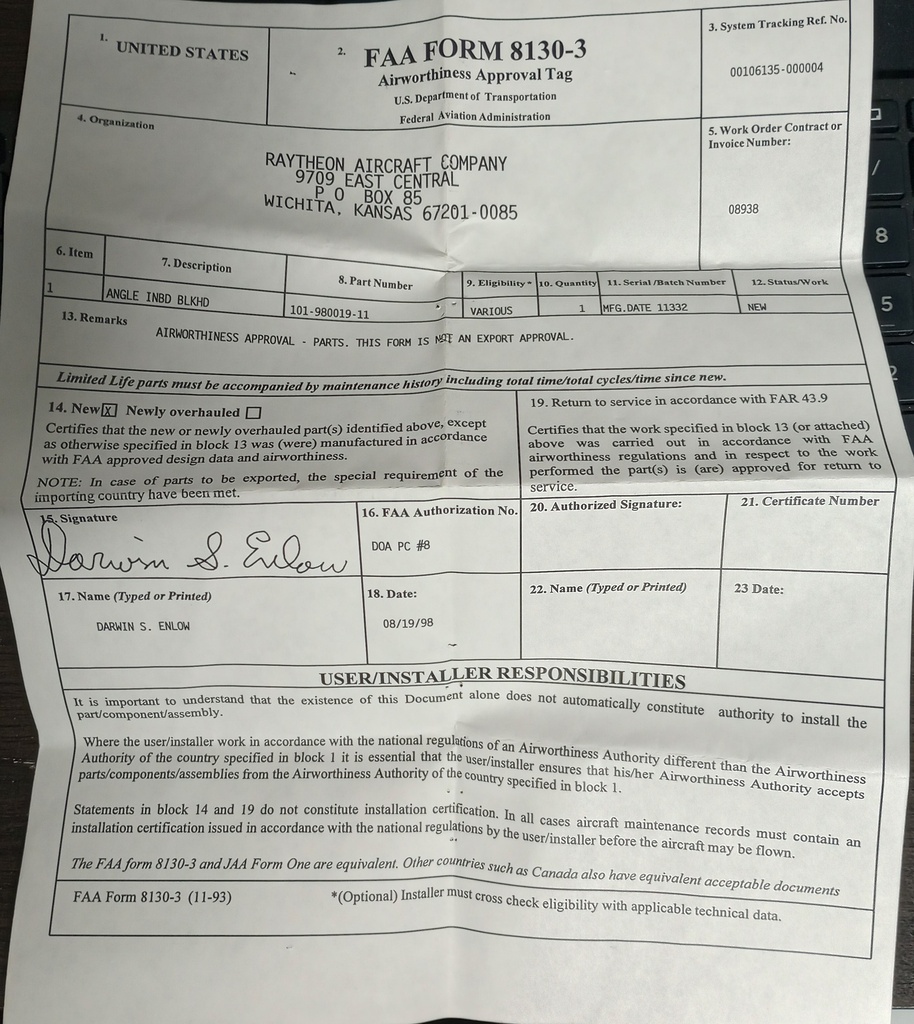 1. UNITED STATES
2. FAA FORM 8130-3
Airworthiness Approval Tag
U.S. Department of Transportation
Federal Aviation Administration
3. System Tracking Ref. No.
00106135-000004
4. Organization
RAYTHEON AIRCRAFT COMPANY
9709 EAST CENTRAL
P O BOX 85
WICHITA, KANSAS 67201-0085
5. Work Order Contract or
Invoice Number:
08938
6. Item 7. Description 8. Part Number 9. Eligibility* 10. Quantity 11. Serial/Batch Number 12. Status/Work
1 ANGLE INBD BLKHD 101-980019-11 VARIOUS 1 MFG.DATE 11332 NEW
13. Remarks
AIRWORTHINESS APPROVAL - PARTS. THIS FORM IS NOT AN EXPORT APPROVAL.
Limited Life parts must be accompanied by maintenance history including total time/total cycles/time since new.
14. New [X] Newly overhauled [ ]
Certifies that the new or newly overhauled part(s) identified above, except
as otherwise specified in block 13 was (were) manufactured in accordance
with FAA approved design data and airworthiness.
NOTE: In case of parts to be exported, the special requirement of the
importing country have been met.
19. Return to service in accordance with FAR 43.9
Certifies that the work specified in block 13 (or attached)
above was carried out in accordance with FAA
airworthiness regulations and in respect to the work
performed the part(s) is (are) approved for return to
service.
15. Signature
Darwin S. Enlow
16. FAA Authorization No.
DOA PC #8
20. Authorized Signature:
21. Certificate Number
17. Name (Typed or Printed)
DARWIN S. ENLOW
18. Date:
08/19/98
22. Name (Typed or Printed)
23 Date:
USER/INSTALLER RESPONSIBILITIES
It is important to understand that the existence of this Document alone does not automatically constitute authority to install the
part/component/assembly.
Where the user/installer work in accordance with the national regulations of an Airworthiness Authority different than the Airworthiness
Authority of the country specified in block 1 it is essential that the user/installer ensures that his/her Airworthiness Authority accepts
parts/components/assemblies from the Airworthiness Authority of the country specified in block 1.
Statements in block 14 and 19 do not constitute installation certification. In all cases aircraft maintenance records must contain an
installation certification issued in accordance with the national regulations by the user/installer before the aircraft may be flown.
The FAA form 8130-3 and JAA Form One are equivalent. Other countries such as Canada also have equivalent acceptable documents
FAA Form 8130-3 (11-93)
*(Optional) Installer must cross check eligibility with applicable technical data.
/
8
5
2